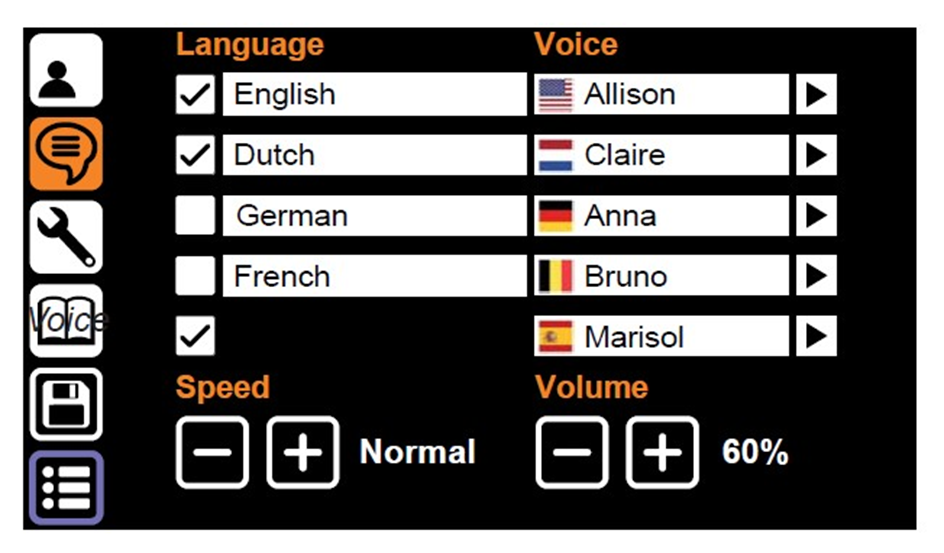 Language Voice
English Allison
Dutch Claire
German Anna
French Bruno
Voice
Marisol
Speed Volume
Normal 60%